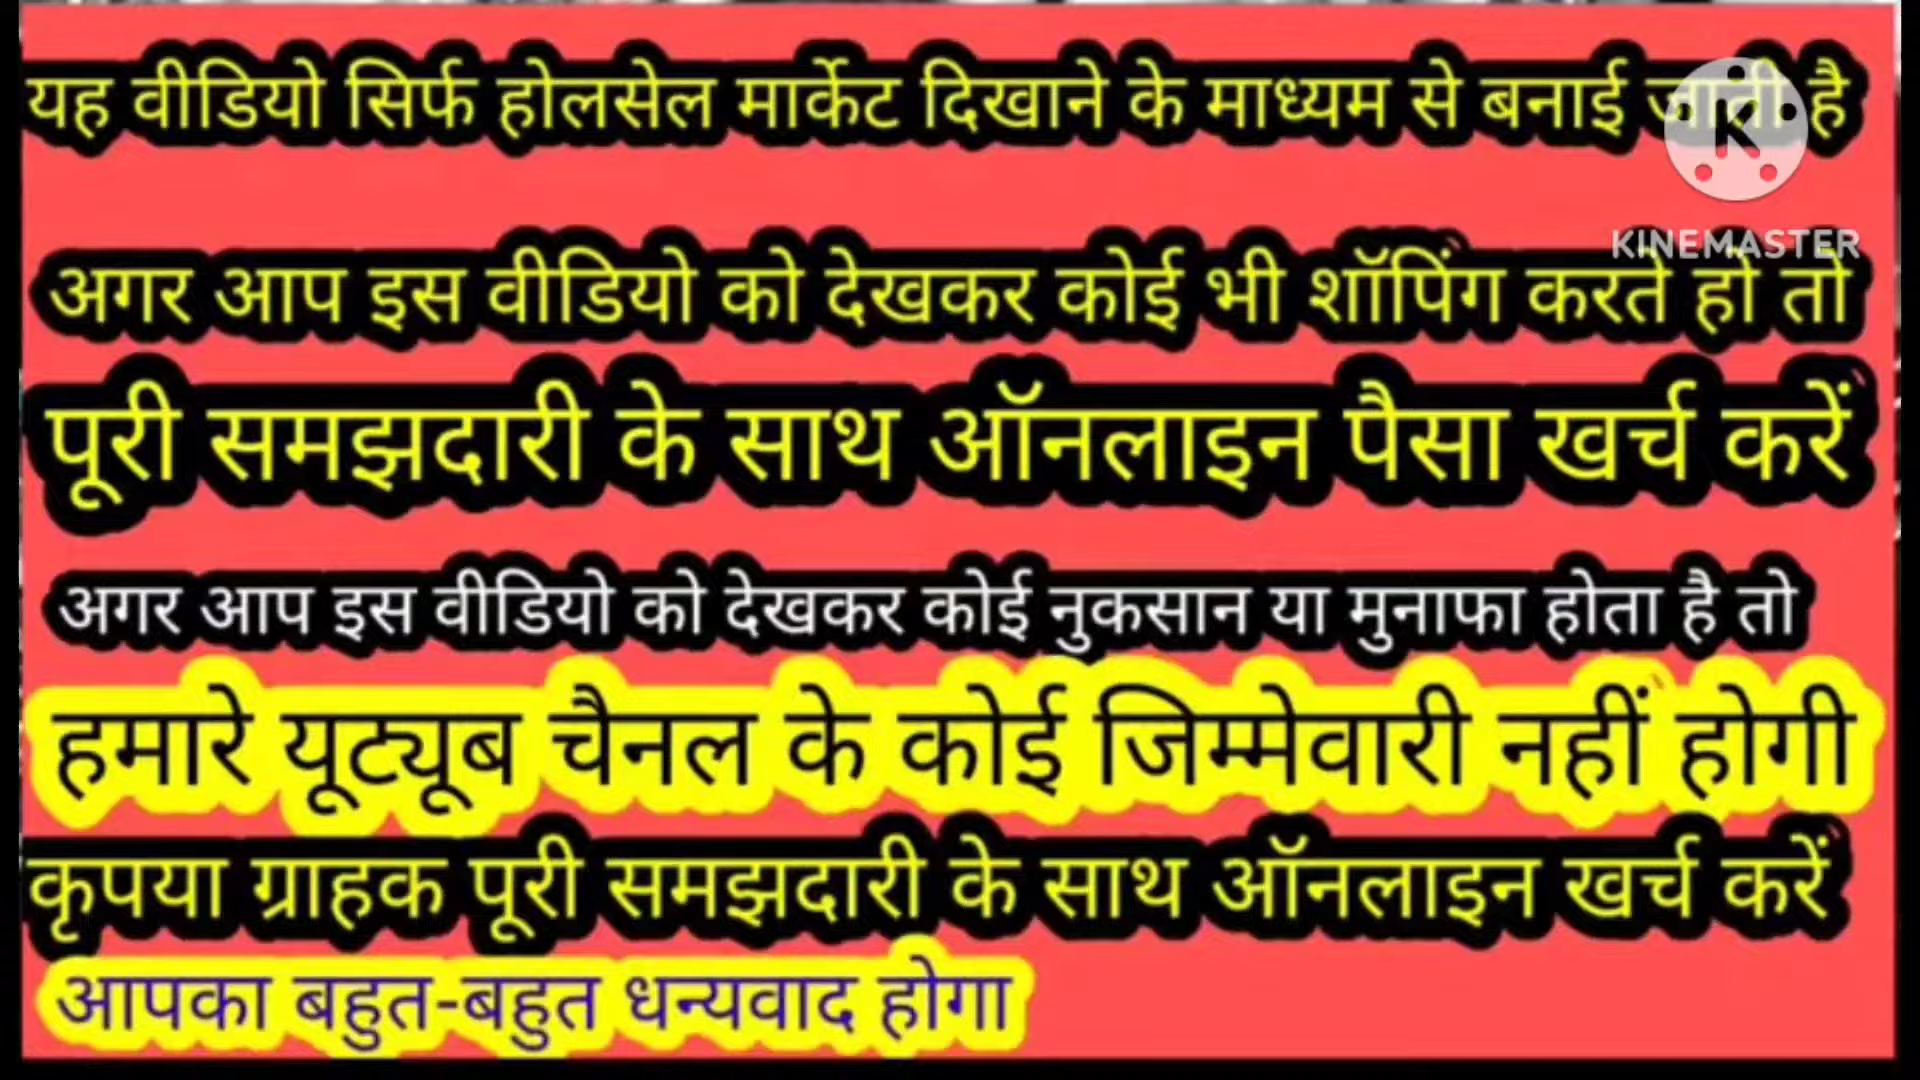 यह वीडियो सिर्फ होलसेल मार्केट दिखाने के माध्यम से बनाई जाती है
KINEMASTER
अगर आप इस वीडियो को देखकर कोई भी शॉपिंग करते हो तो
पूरी समझदारी के साथ ऑनलाइन पैसा खर्च करें
अगर आप इस वीडियो को देखकर कोई नुकसान या मुनाफा होता है तो
हमारे यूट्यूब चैनल के कोई जिम्मेवारी नहीं होगी
कृपया ग्राहक पूरी समझदारी के साथ ऑनलाइन खर्च करें
आपका बहुत-बहुत धन्यवाद होगा